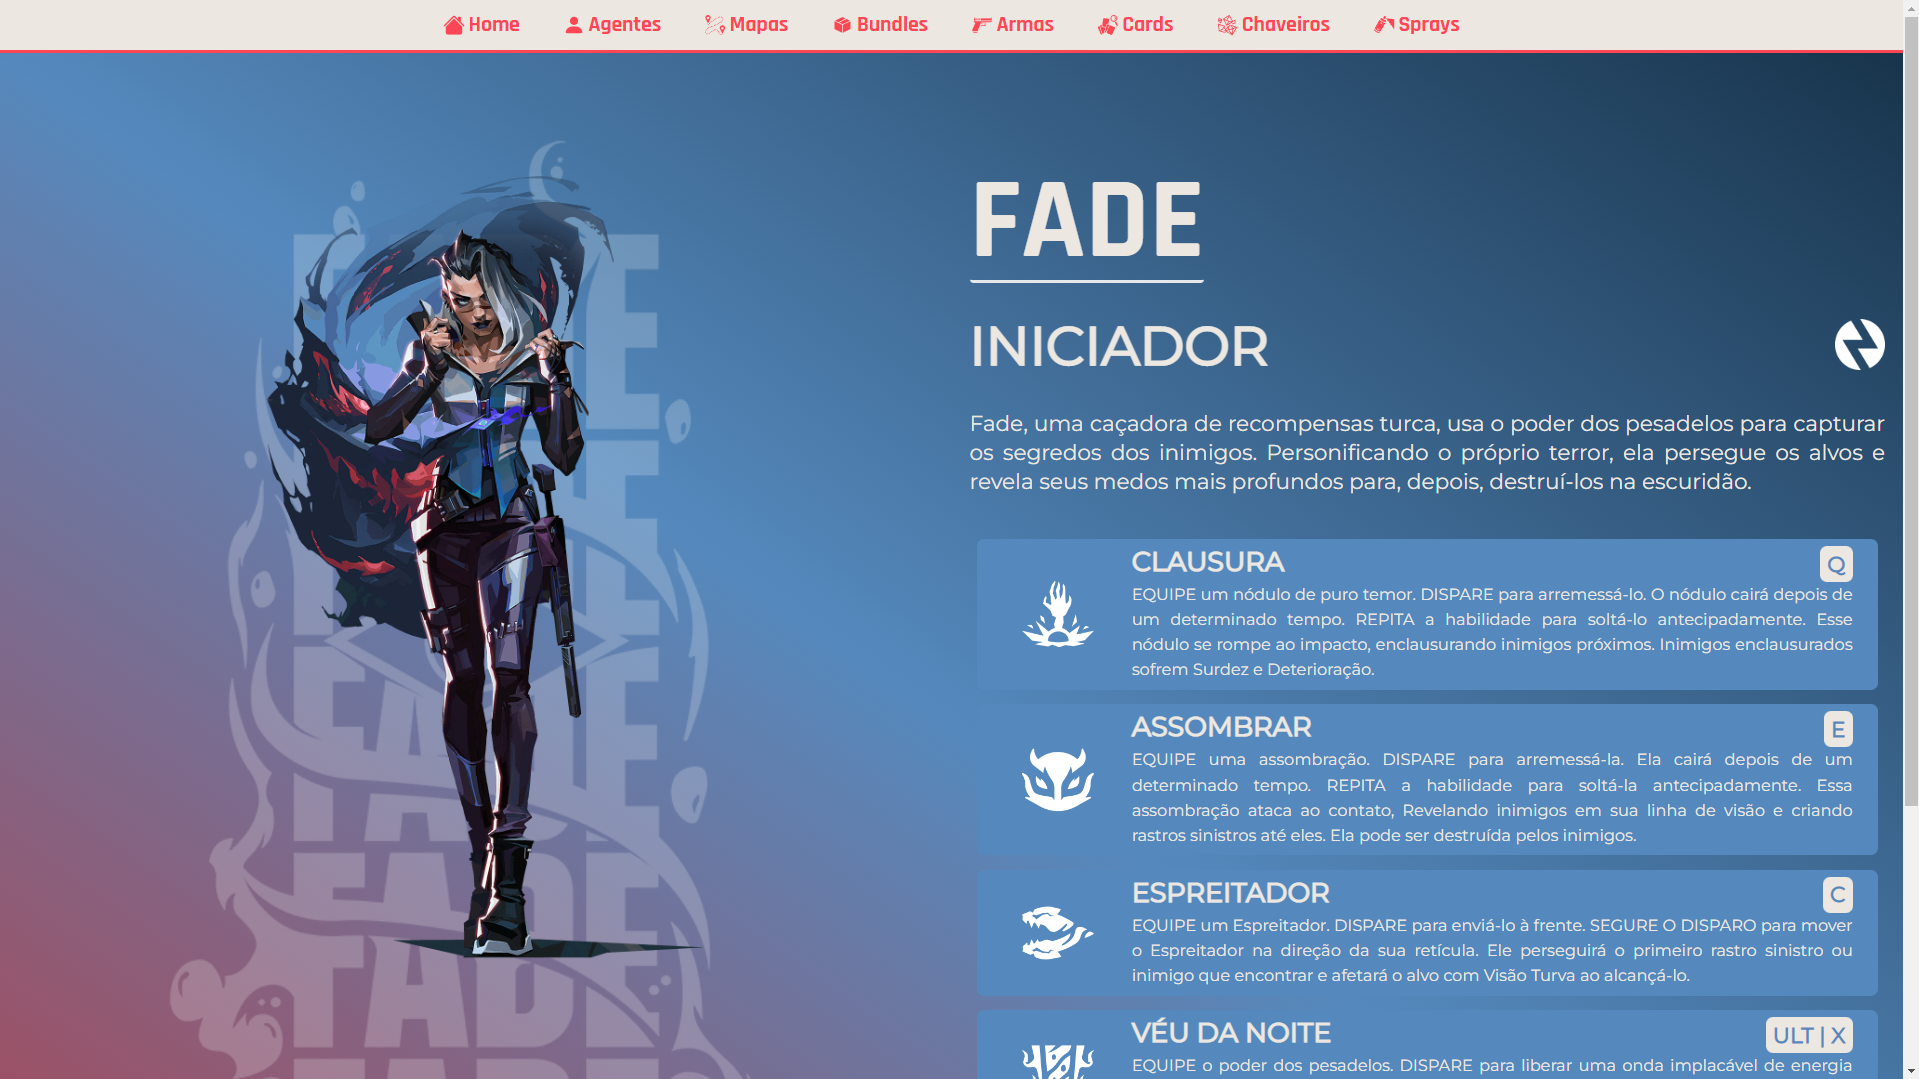 Home Agentes Mapas Bundles Armas Cards Chaveiros Sprays
FADE
INICIADOR
Fade, uma caçadora de recompensas turca, usa o poder dos pesadelos para capturar
os segredos dos inimigos. Personificando o próprio terror, ela persegue os alvos e
revela seus medos mais profundos para, depois, destruí-los na escuridão.
CLAUSURA Q
EQUIPE um nódulo de puro temor. DISPARE para arremessá-lo. O nódulo cairá depois de
um determinado tempo. REPITA a habilidade para soltá-lo antecipadamente. Esse
nódulo se rompe ao impacto, enclausurando inimigos próximos. Inimigos enclausurados
sofrem Surdez e Deterioração.
ASSOMBRAR E
EQUIPE uma assombração. DISPARE para arremessá-la. Ela cairá depois de um
determinado tempo. REPITA a habilidade para soltá-la antecipadamente. Essa
assombração ataca ao contato, Revelando inimigos em sua linha de visão e criando
rastros sinistros até eles. Ela pode ser destruída pelos inimigos.
ESPREITADOR C
EQUIPE um Espreitador. DISPARE para enviá-lo à frente. SEGURE O DISPARO para mover
o Espreitador na direção da sua retícula. Ele perseguirá o primeiro rastro sinistro ou
inimigo que encontrar e afetará o alvo com Visão Turva ao alcançá-lo.
VÉU DA NOITE ULT | X
EQUIPE o poder dos pesadelos. DISPARE para liberar uma onda implacável de energia
FADE
FADE
FADE
FADE
FADE